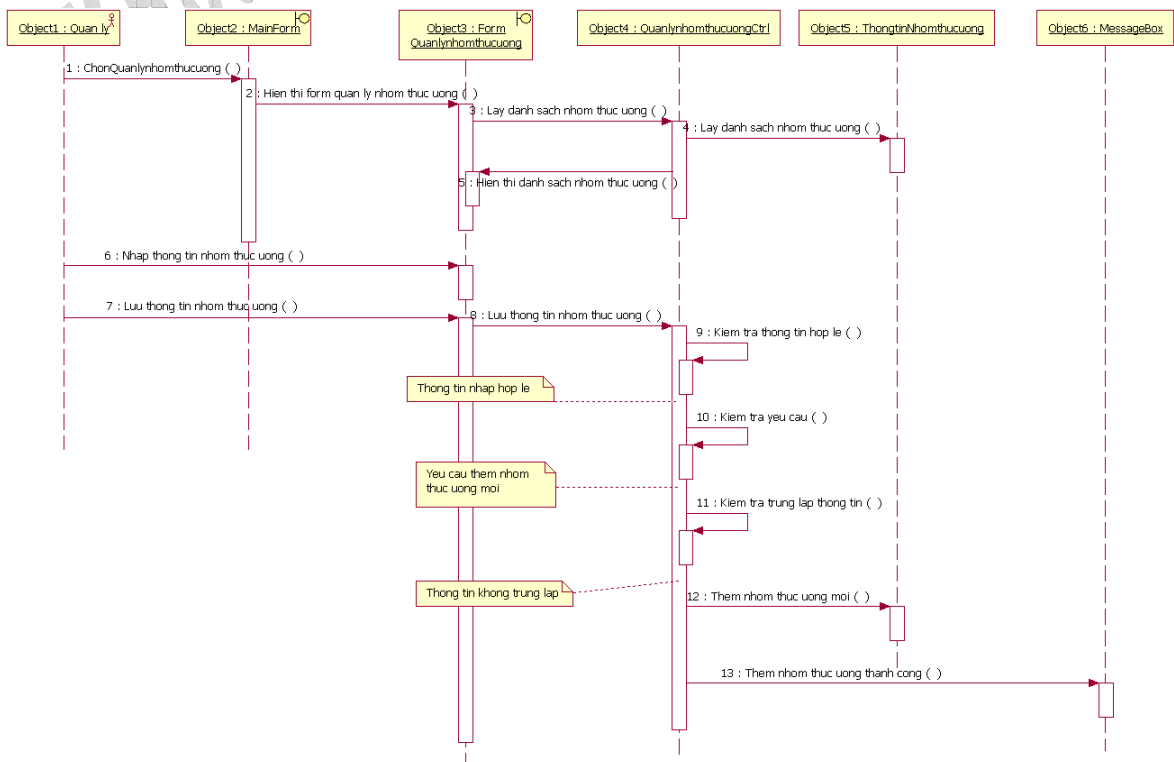 Object1 : Quan ly
Object2 : MainForm
Object3 : Form
Quanlynhomthucuong
Object4 : QuanlynhomthucuongCtrl
Object5 : ThongtinNhomthucuong
Object6 : MessageBox
1 : ChonQuanlynhomthucuong ( )
2 : Hien thi form quan ly nhom thuc uong ( )
3 : Lay danh sach nhom thuc uong ( )
4 : Lay danh sach nhom thuc uong ( )
5 : Hien thi danh sach nhom thuc uong ( )
6 : Nhap thong tin nhom thuc uong ( )
7 : Luu thong tin nhom thuc uong ( )
8 : Luu thong tin nhom thuc uong ( )
9 : Kiem tra thong tin hop le ( )
Thong tin nhap hop le
10 : Kiem tra yeu cau ( )
Yeu cau them nhom
thuc uong moi
11 : Kiem tra trung lap thong tin ( )
Thong tin khong trung lap
12 : Them nhom thuc uong moi ( )
13 : Them nhom thuc uong thanh cong ( )